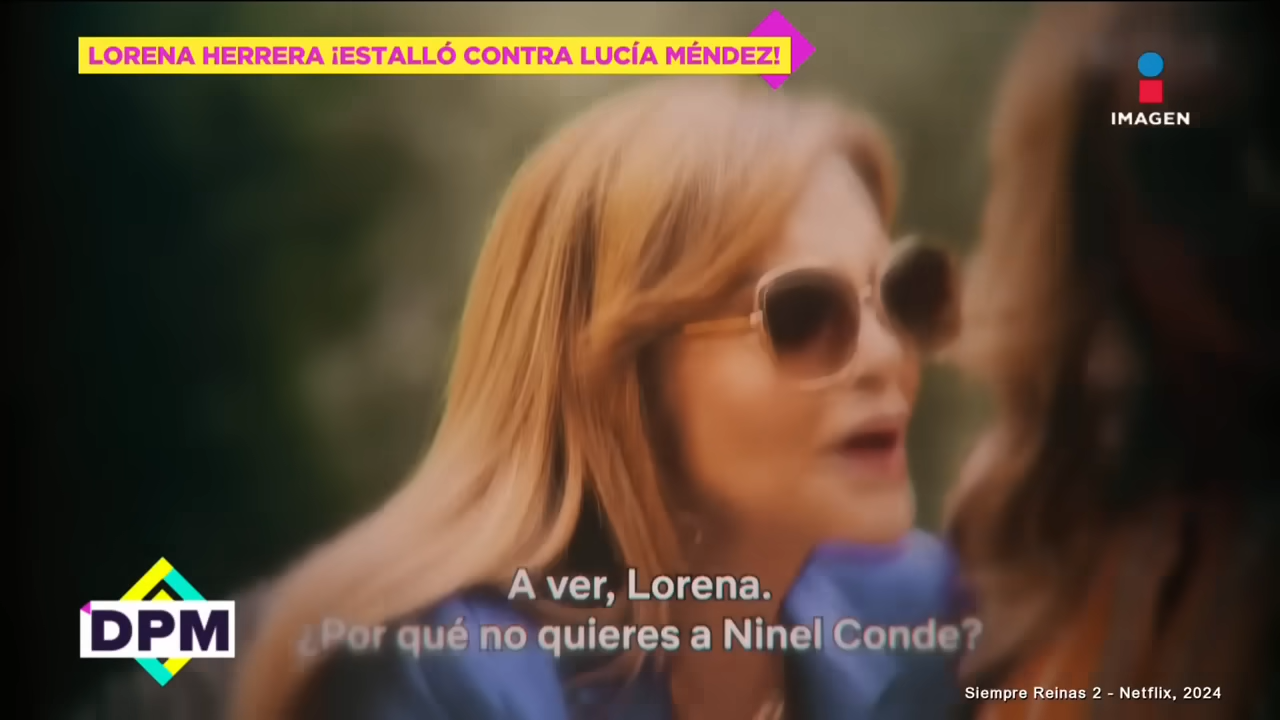 LORENA HERRERA ¡ESTALLÓ CONTRA LUCÍA MÉNDEZ!
IMAGEN
A ver, Lorena.
¿Por qué no quieres a Ninel Conde?
DPM
Siempre Reinas 2 - Netflix, 2024